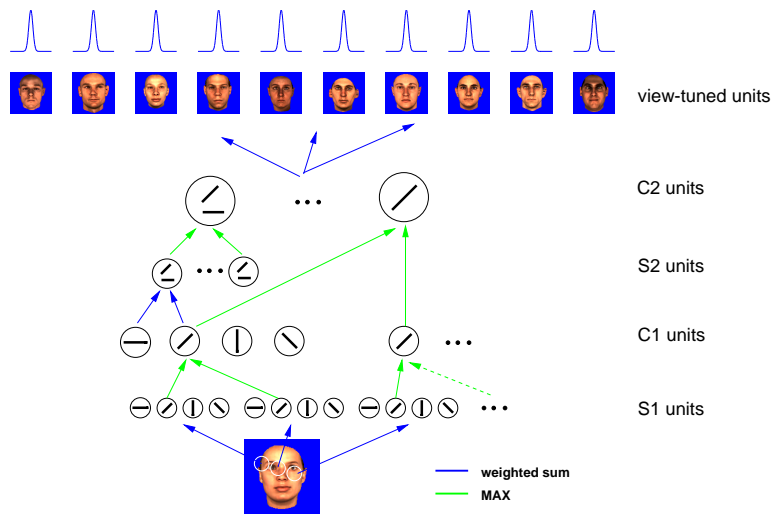 view-tuned units
C2 units
S2 units
C1 units
S1 units
weighted sum
MAX